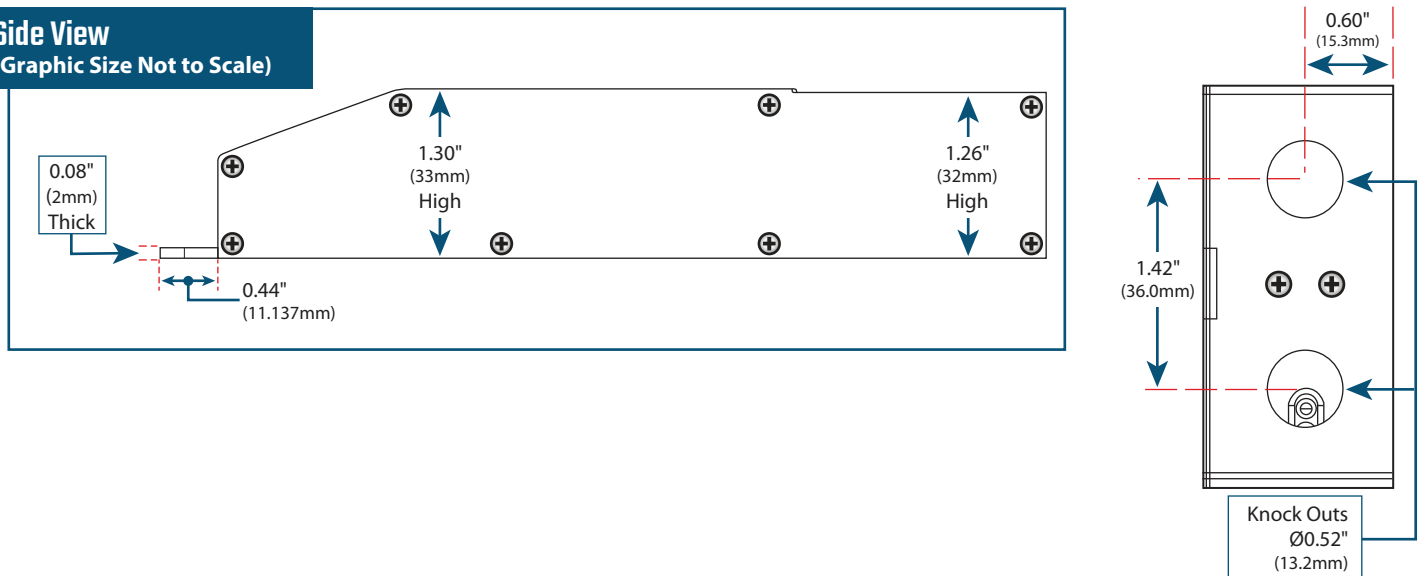 Side View
Graphic Size Not to Scale)
0.08"
(2mm)
Thick
0.44"
(11.137mm)
1.30"
(33mm)
High
1.26"
(32mm)
High
0.60"
(15.3mm)
1.42"
(36.0mm)
Knock Outs
Ø0.52"
(13.2mm)